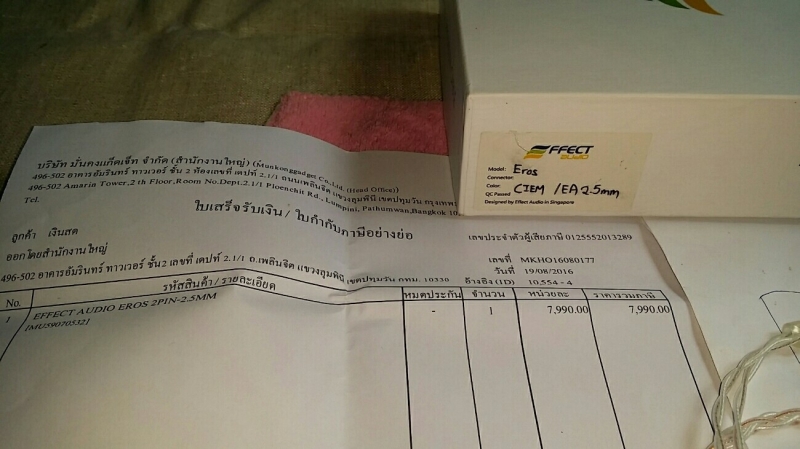 EFFECT
AUDIO
Model: Eros
Connector:
Color: CIEM / EA 2.5mm
QC Passed
Designed by Effect Audio in Singapore
บริษัท มั่นคงแก็ดเจ็ท จำกัด (สำนักงานใหญ่) (Munkonggadget Co.,Ltd. (Head Office))
496-502 อาคารอัมรินทร์ ทาวเวอร์ ชั้น 2 ห้องเลขที่ เดปท์ 2.1/1 ถนนเพลินจิต แขวงลุมพินี เขตปทุมวัน กรุงเทพ
496-502 Amarin Tower,2 th Floor,Room No.Dept.2.1/1 Ploenchit Rd., Lumpini, Pathumwan,Bangkok 10
Tel.
ใบเสร็จรับเงิน / ใบกำกับภาษีอย่างย่อ
ลูกค้า เงินสด
เลขประจำตัวผู้เสียภาษี 0125552013289
ออกโดยสำนักงานใหญ่
เลขที่ MKHO16080177
496-502 อาคารอัมรินทร์ ทาวเวอร์ ชั้น2 เลขที่ เดปท์ 2.1/1 ถ.เพลินจิต แขวงลุมพินี เขตปทุมวัน กทม. 10330
วันที่ 19/08/2016
อ้างอิง (ID) 10,554 - 4
No. รหัสสินค้า / รายละเอียด หมดประกัน จำนวน หน่วยละ ราคารวมภาษี
1 EFFECT AUDIO EROS 2PIN-2.5MM - 1 7,990.00 7,990.00
[MU590205321